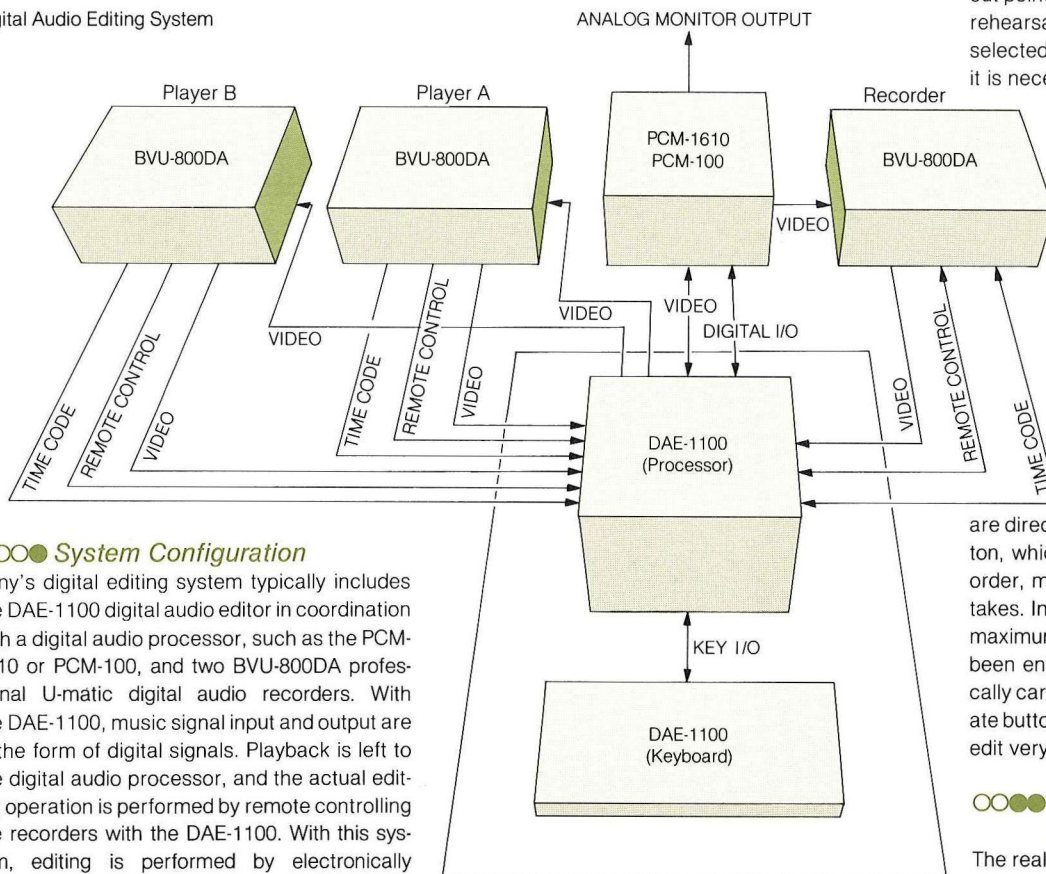 Digital Audio Editing System
ANALOG MONITOR OUTPUT
Player B
Player A
Recorder
BVU-800DA
BVU-800DA
PCM-1610
PCM-100
BVU-800DA
VIDEO
VIDEO
DIGITAL I/O
VIDEO
VIDEO
TIME CODE
REMOTE CONTROL
VIDEO
TIME CODE
REMOTE CONTROL
VIDEO
VIDEO
REMOTE CONTROL
TIME CODE
DAE-1100
(Processor)
KEY I/O
DAE-1100
(Keyboard)
System Configuration
digital editing system typically includes
DAE-1100 digital audio editor in coordination
a digital audio processor, such as the PCM-
10 or PCM-100, and two BVU-800DA profes-
nal U-matic digital audio recorders. With
DAE-1100, music signal input and output are
the form of digital signals. Playback is left to
digital audio processor, and the actual edit-
operation is performed by remote controlling
recorders with the DAE-1100. With this sys-
editing is performed by electronically
out point
rehearsa
selected
it is nece
are direc
ton, whic
order, m
takes. In
maximum
been en
cally car
ate butto
edit very
The real